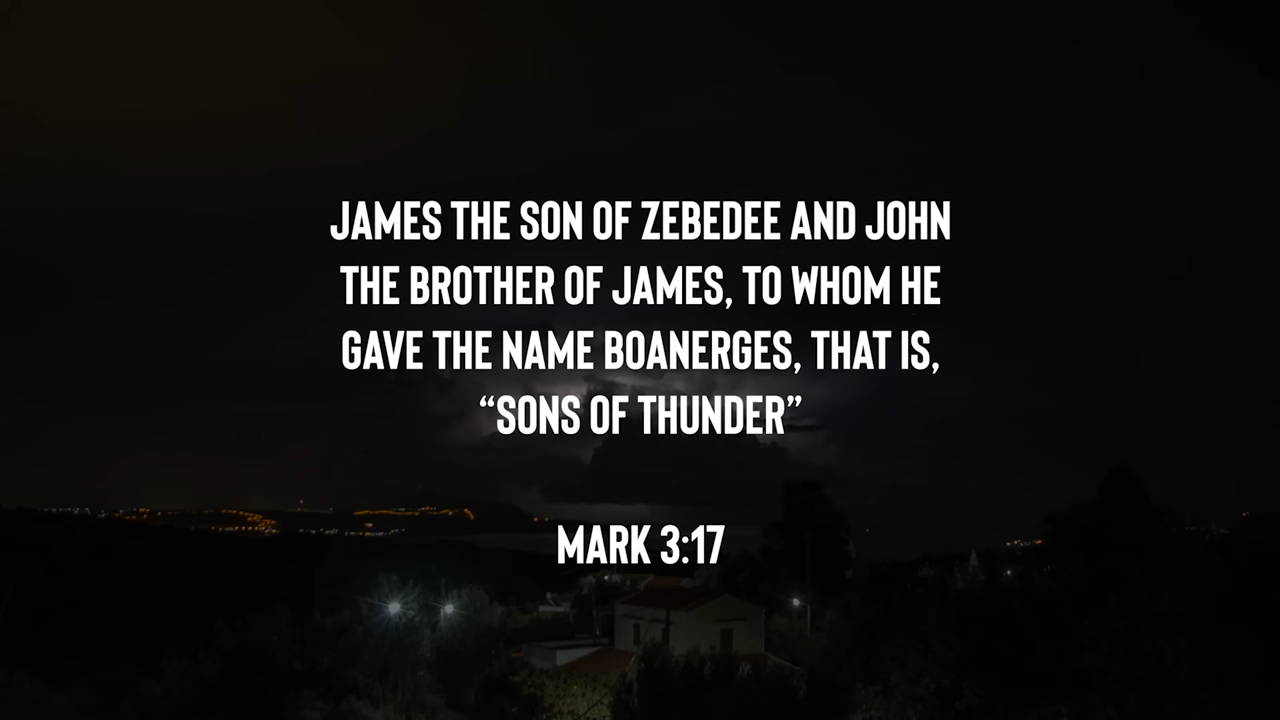 JAMES THE SON OF ZEBEDEE AND JOHN
THE BROTHER OF JAMES, TO WHOM HE
GAVE THE NAME BOANERGES, THAT IS,
“SONS OF THUNDER”
MARK 3:17